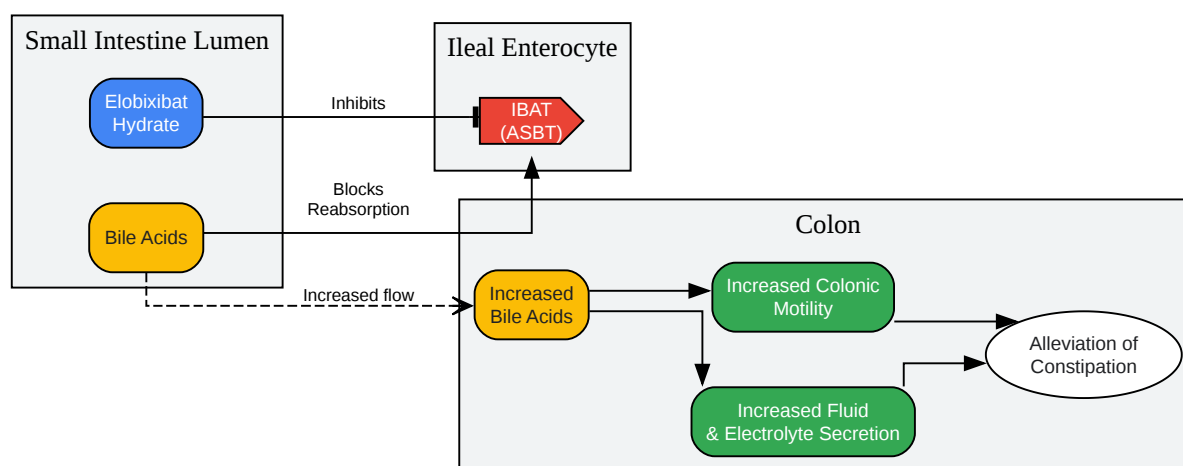 Small Intestine Lumen
Elobixibat
Hydrate
Inhibits
Ileal Enterocyte
IBAT
(ASBT)
Blocks
Reabsorption
Bile Acids
Increased flow
Colon
Increased
Bile Acids
Increased Colonic
Motility
Alleviation of
Constipation
Increased Fluid
& Electrolyte Secretion